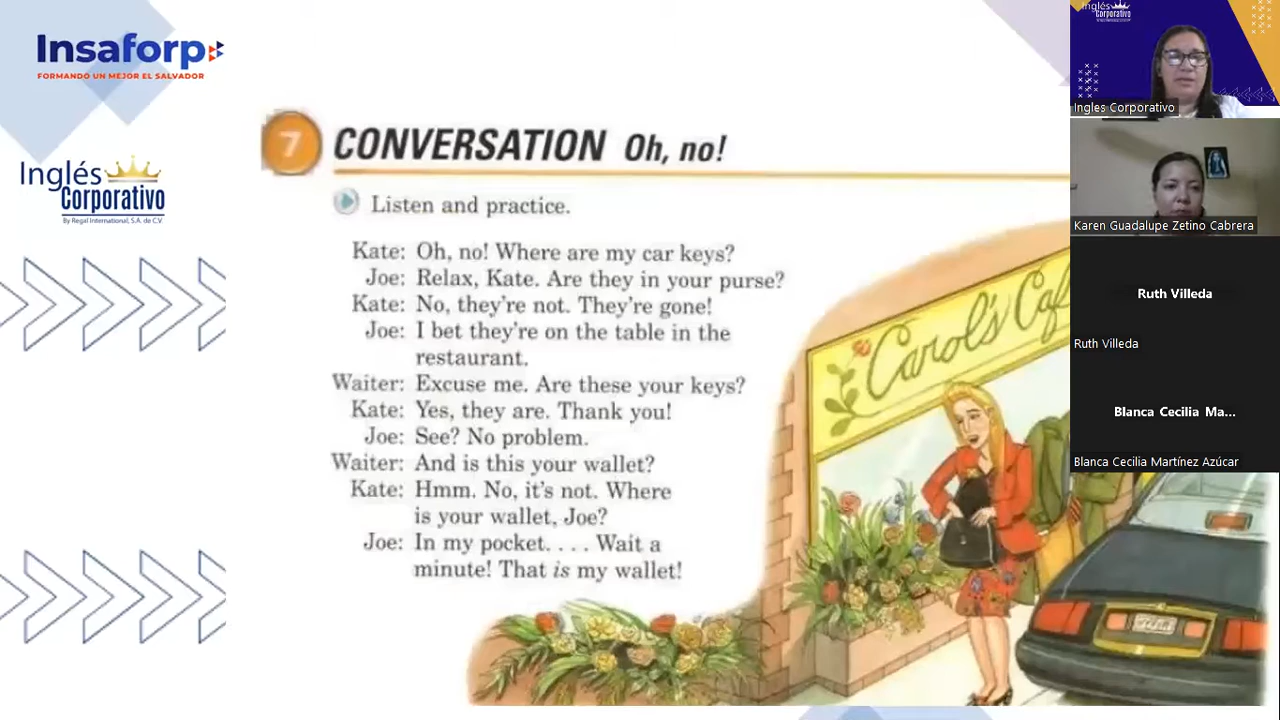 Insaforp
FORMANDO UN MEJOR EL SALVADOR
Inglés
Corporativo
By Regal International, S.A. de C.V.
7 CONVERSATION Oh, no!
Listen and practice.
Kate: Oh, no! Where are my car keys?
Joe: Relax, Kate. Are they in your purse?
Kate: No, they're not. They're gone!
Joe: I bet they're on the table in the
restaurant.
Waiter: Excuse me. Are these your keys?
Kate: Yes, they are. Thank you!
Joe: See? No problem.
Waiter: And is this your wallet?
Kate: Hmm. No, it's not. Where
is your wallet, Joe?
Joe: In my pocket. . . . Wait a
minute! That is my wallet!
Carol's Caf
Inglés
Corporativo
Ingles Corporativo
Karen Guadalupe Zetino Cabrera
Ruth Villeda
Ruth Villeda
Blanca Cecilia Ma...
Blanca Cecilia Martínez Azúcar